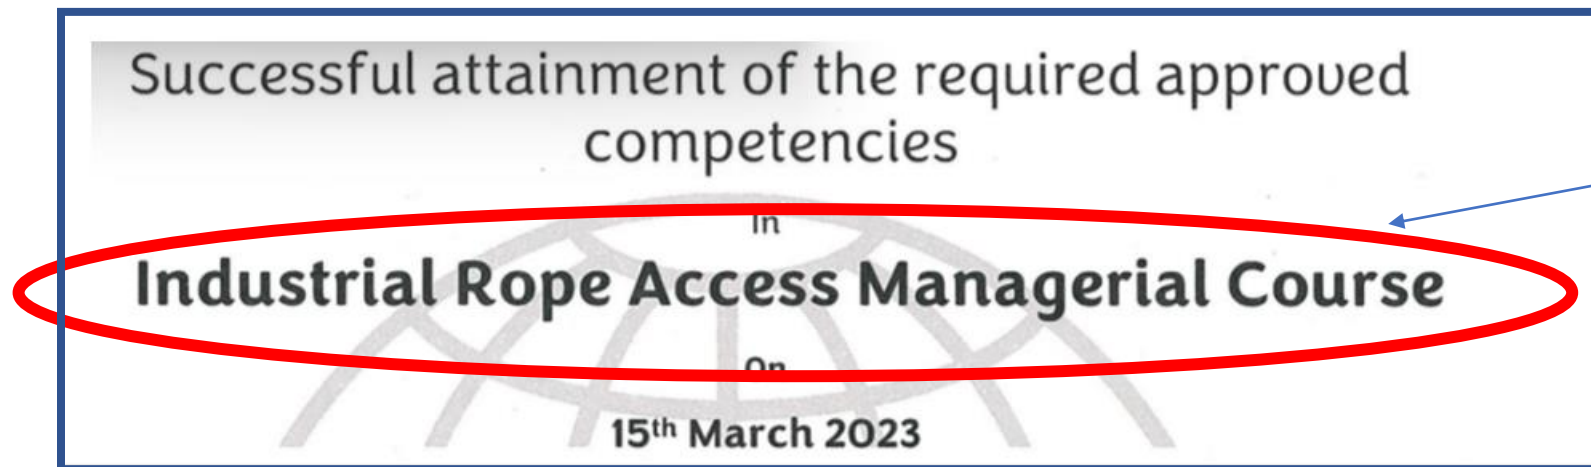 Successful attainment of the required approved
competencies
In
Industrial Rope Access Managerial Course
On
15th March 2023